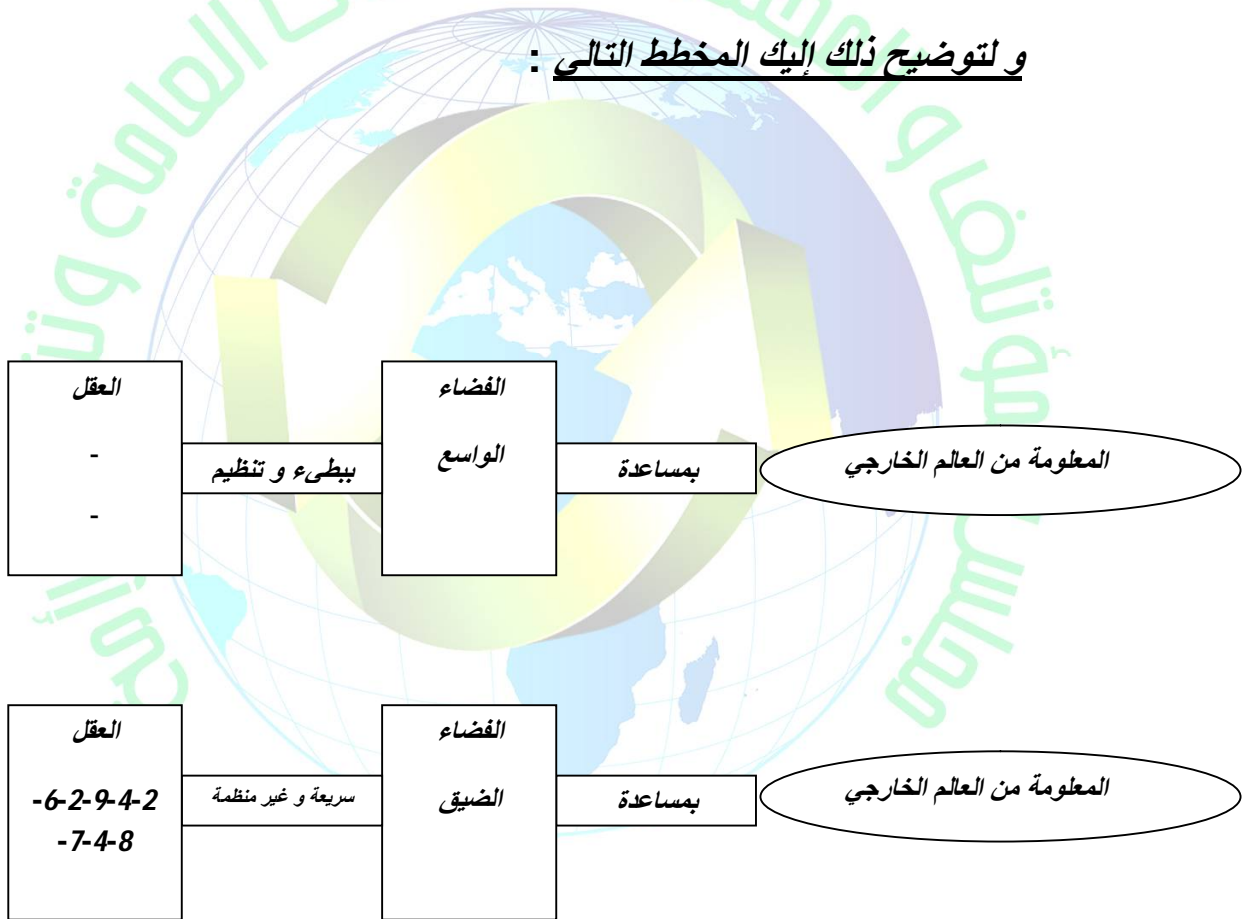 و لتوضيح ذلك إليك المخطط التالي :
المعلومة من العالم الخارجي
بمساعدة
الفضاء
الواسع
ببطىء و تنظيم
العقل
-
-
المعلومة من العالم الخارجي
بمساعدة
الفضاء
الضيق
سريعة و غير منظمة
العقل
-6-2-9-4-2
-7-4-8